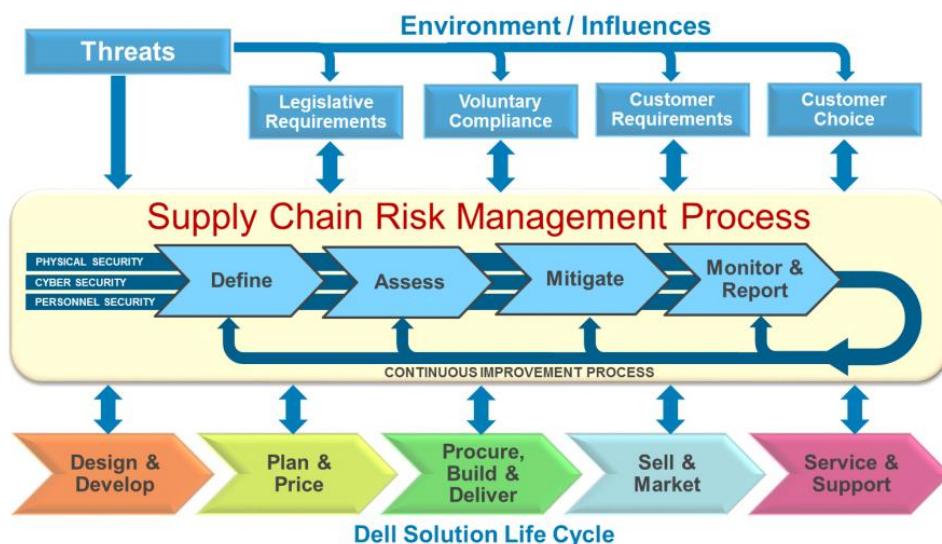 Environment / Influences
Threats
Legislative
Requirements
Voluntary
Compliance
Customer
Requirements
Customer
Choice
Supply Chain Risk Management Process
PHYSICAL SECURITY
CYBER SECURITY
PERSONNEL SECURITY
Define
Assess
Mitigate
Monitor &
Report
CONTINUOUS IMPROVEMENT PROCESS
Design &
Develop
Plan &
Price
Procure,
Build &
Deliver
Sell &
Market
Service &
Support
Dell Solution Life Cycle